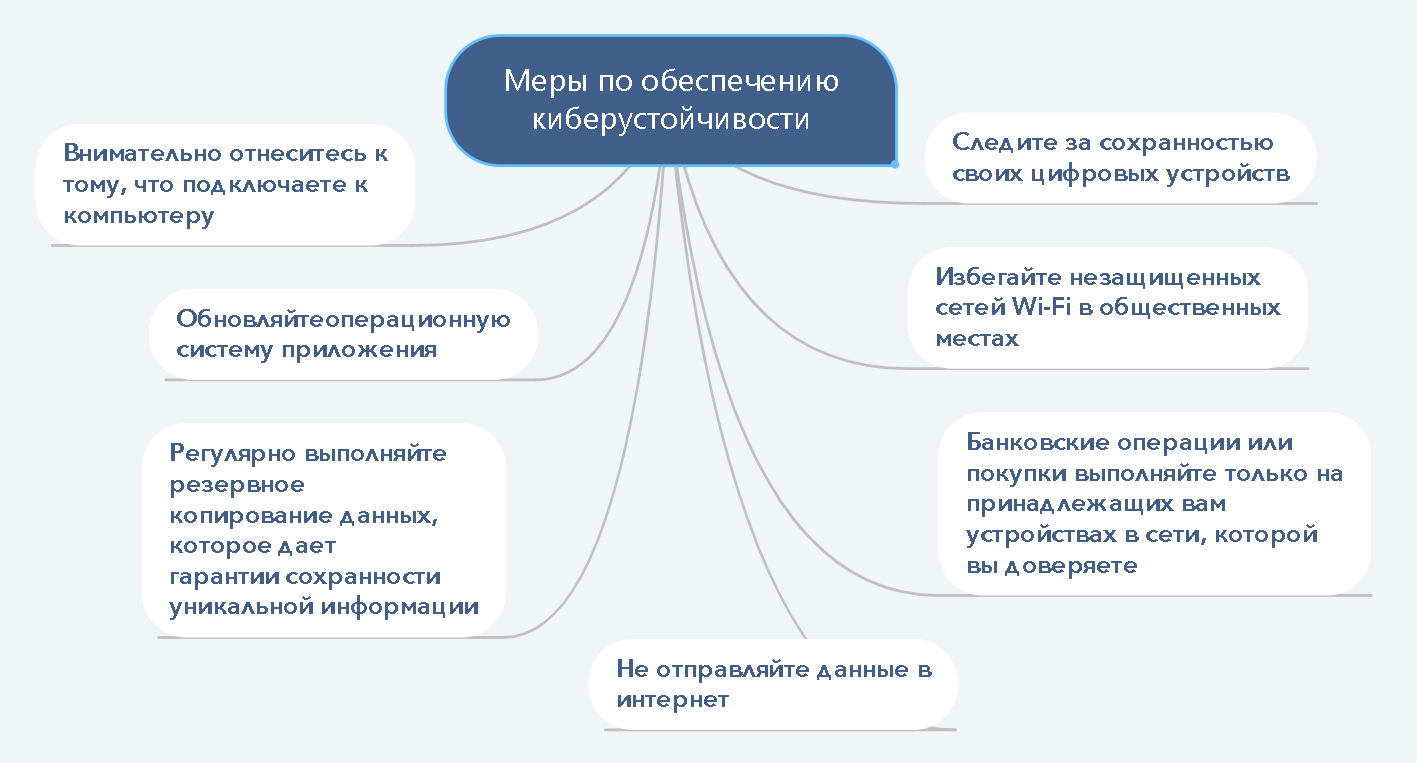 Меры по обеспечению
киберустойчивости
Внимательно отнеситесь к
тому, что подключаете к
компьютеру
Обновляйтеоперационную
систему приложения
Регулярно выполняйте
резервное
копирование данных,
которое дает
гарантии сохранности
уникальной информации
Следите за сохранностью
своих цифровых устройств
Избегайте незащищенных
сетей Wi-Fi в общественных
местах
Банковские операции или
покупки выполняйте только на
принадлежащих вам
устройствах в сети, которой
вы доверяете
Не отправляйте данные в
интернет